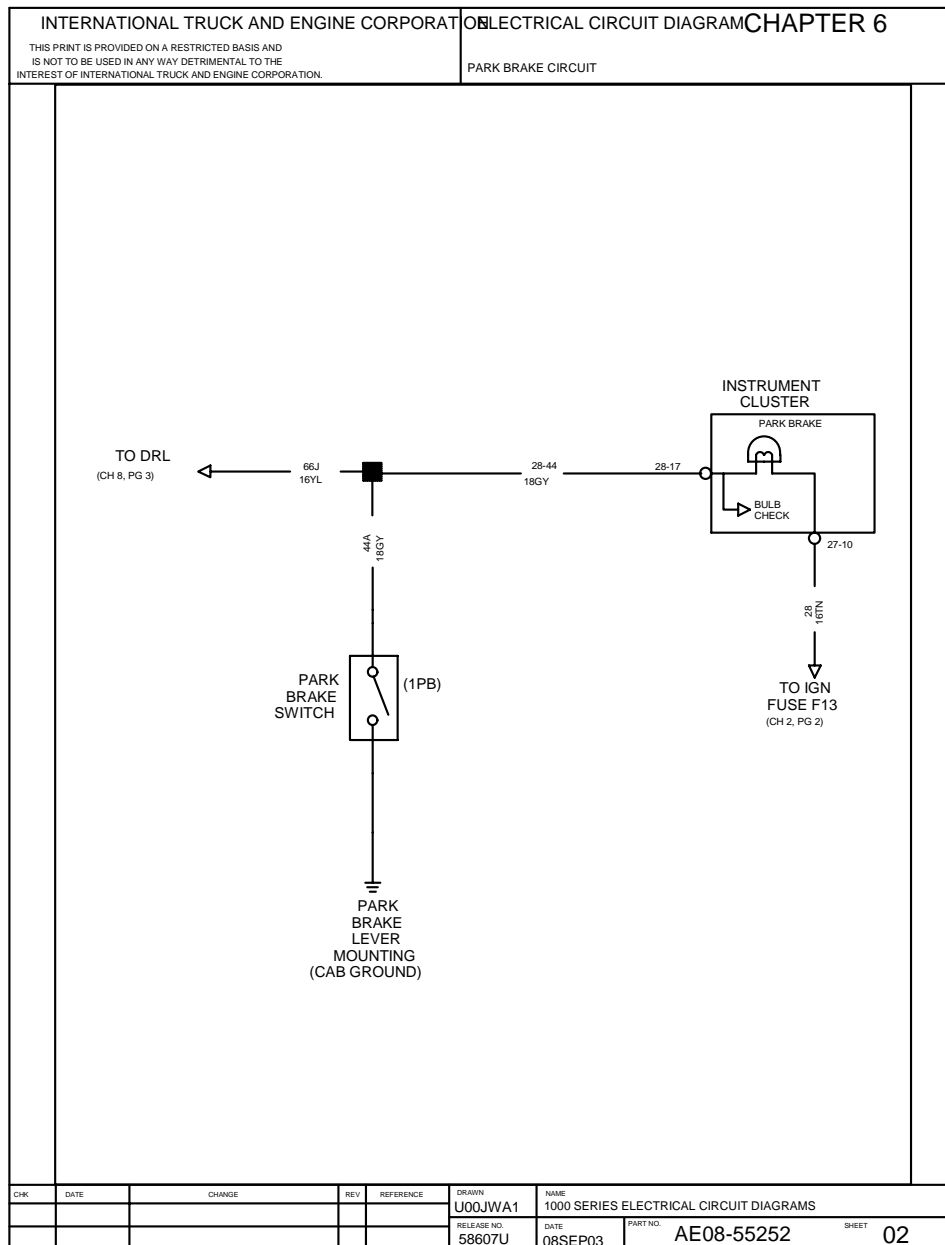 INTERNATIONAL TRUCK AND ENGINE CORPORATION
ELECTRICAL CIRCUIT DIAGRAM
CHAPTER 6
THIS PRINT IS PROVIDED ON A RESTRICTED BASIS AND
IS NOT TO BE USED IN ANY WAY DETRIMENTAL TO THE
INTEREST OF INTERNATIONAL TRUCK AND ENGINE CORPORATION.
PARK BRAKE CIRCUIT
INSTRUMENT
CLUSTER
PARK BRAKE
BULB
CHECK
TO DRL
(CH 8, PG 3)
66J
16YL
28-44
18GY
28-17
27-10
44A
18GY
28
16TN
TO IGN
FUSE F13
(CH 2, PG 2)
PARK
BRAKE
SWITCH
(1PB)
PARK
BRAKE
LEVER
MOUNTING
(CAB GROUND)
CHK
DATE
CHANGE
REV
REFERENCE
DRAWN
U00JWA1
NAME
1000 SERIES ELECTRICAL CIRCUIT DIAGRAMS
RELEASE NO.
58607U
DATE
08SEP03
PART NO.
AE08-55252
SHEET
02